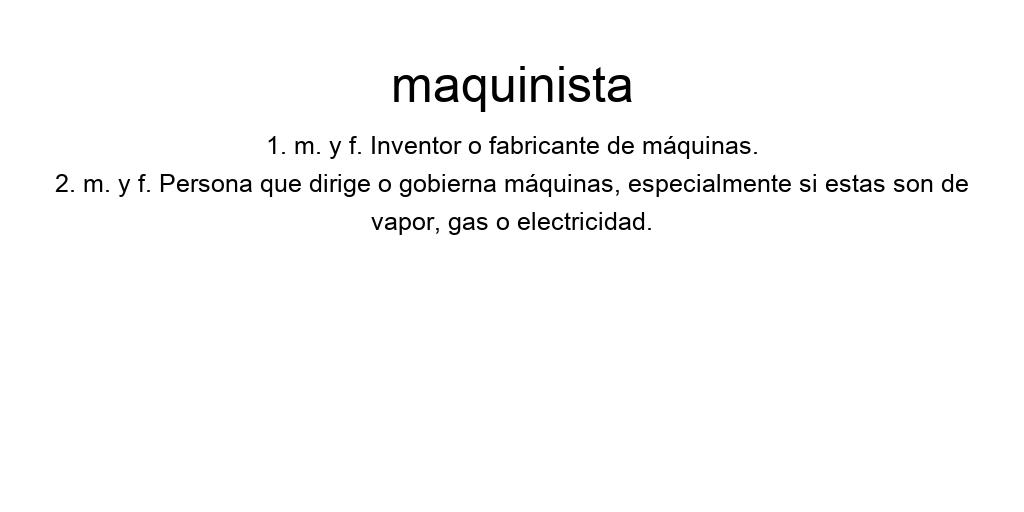 maquinista
1. m. y f. Inventor o fabricante de máquinas.
2. m. y f. Persona que dirige o gobierna máquinas, especialmente si estas son de
vapor, gas o electricidad.